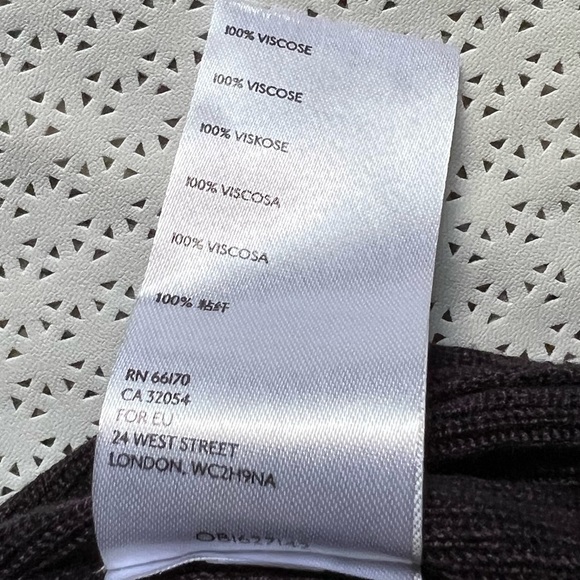 100% VISCOSE
100% VISCOSE
100% VISKOSE
100% VISCOSA
100% VISCOSA
100% 粘纤
RN 66170
CA 32054
FOR EU
24 WEST STREET
LONDON, WC2H9NA